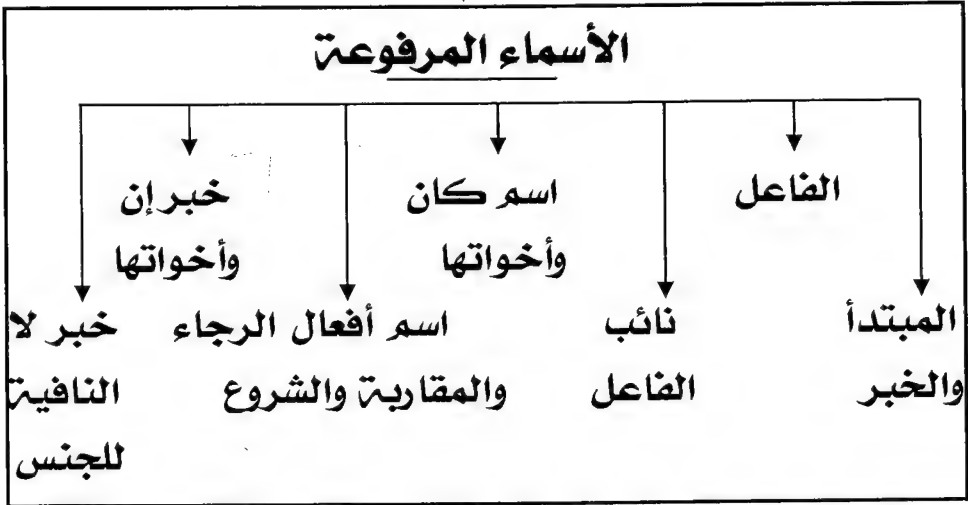 الأسماء المرفوعة
الفاعل
اسم كان
وأخواتها
خبر إن
وأخواتها
المبتدأ
والخبر
نائب
الفاعل
اسم أفعال الرجاء
والمقاربة والشروع
خبر لا
النافية
للجنس